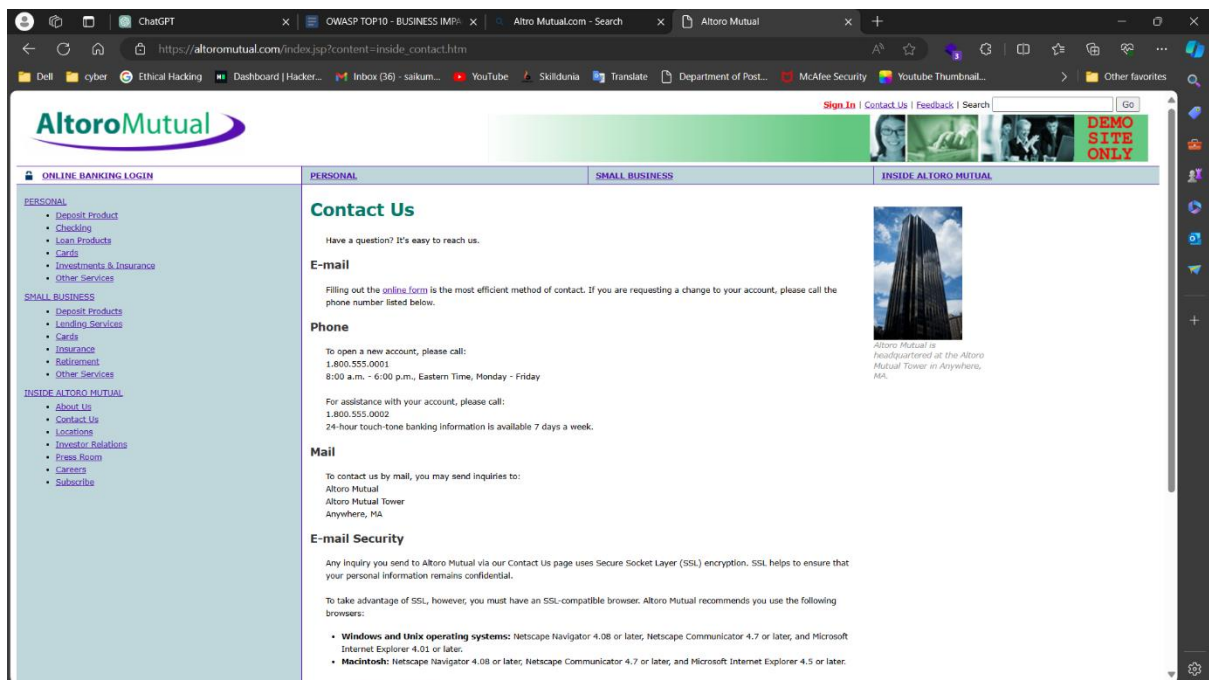 ChatGPT
OWASP TOP10 - BUSINESS IMPA
Altro Mutual.com - Search
Altoro Mutual
https://altoromutual.com/index.jsp?content=inside_contact.htm
Dell
cyber
Ethical Hacking
Dashboard | Hacker...
Inbox (36) - saikum...
YouTube
Skilldunia
Translate
Department of Post...
McAfee Security
Youtube Thumbnail...
Other favorites
AltoroMutual
Sign In | Contact Us | Feedback | Search
Go
DEMO
SITE
ONLY
ONLINE BANKING LOGIN
PERSONAL
SMALL BUSINESS
INSIDE ALTORO MUTUAL
PERSONAL
Deposit Product
Checking
Loan Products
Cards
Investments & Insurance
Other Services
SMALL BUSINESS
Deposit Products
Lending Services
Cards
Insurance
Retirement
Other Services
INSIDE ALTORO MUTUAL
About Us
Contact Us
Locations
Investor Relations
Press Room
Careers
Subscribe
Contact Us
Have a question? It's easy to reach us.
E-mail
Filling out the online form is the most efficient method of contact. If you are requesting a change to your account, please call the
phone number listed below.
Phone
To open a new account, please call:
1.800.555.0001
8:00 a.m. - 6:00 p.m., Eastern Time, Monday - Friday
For assistance with your account, please call:
1.800.555.0002
24-hour touch-tone banking information is available 7 days a week.
Mail
To contact us by mail, you may send inquiries to:
Altoro Mutual
Altoro Mutual Tower
Anywhere, MA
E-mail Security
Any inquiry you send to Altoro Mutual via our Contact Us page uses Secure Socket Layer (SSL) encryption. SSL helps to ensure that
your personal information remains confidential.
To take advantage of SSL, however, you must have an SSL-compatible browser. Altoro Mutual recommends you use the following
browsers:
Windows and Unix operating systems: Netscape Navigator 4.08 or later, Netscape Communicator 4.7 or later, and Microsoft
Internet Explorer 4.01 or later.
Macintosh: Netscape Navigator 4.08 or later, Netscape Communicator 4.7 or later, and Microsoft Internet Explorer 4.5 or later.
Altoro Mutual is
headquartered at the Altoro
Mutual Tower in Anywhere,
MA.